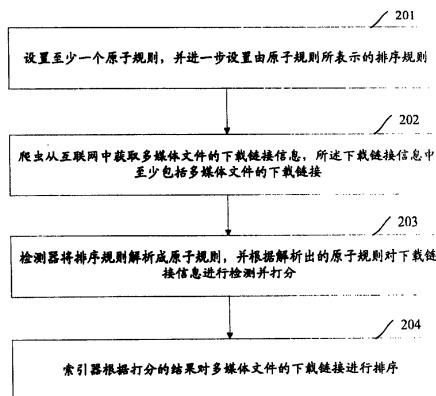 201
设置至少一个原子规则，并进一步设置由原子规则所表示的排序规则
202
爬虫从互联网中获取多媒体文件的下载链接信息，所述下载链接信息中
至少包括多媒体文件的下载链接
203
检测器将排序规则解析成原子规则，并根据解析出的原子规则对下载链
接信息进行检测并打分
204
索引器根据打分的结果对多媒体文件的下载链接进行排序